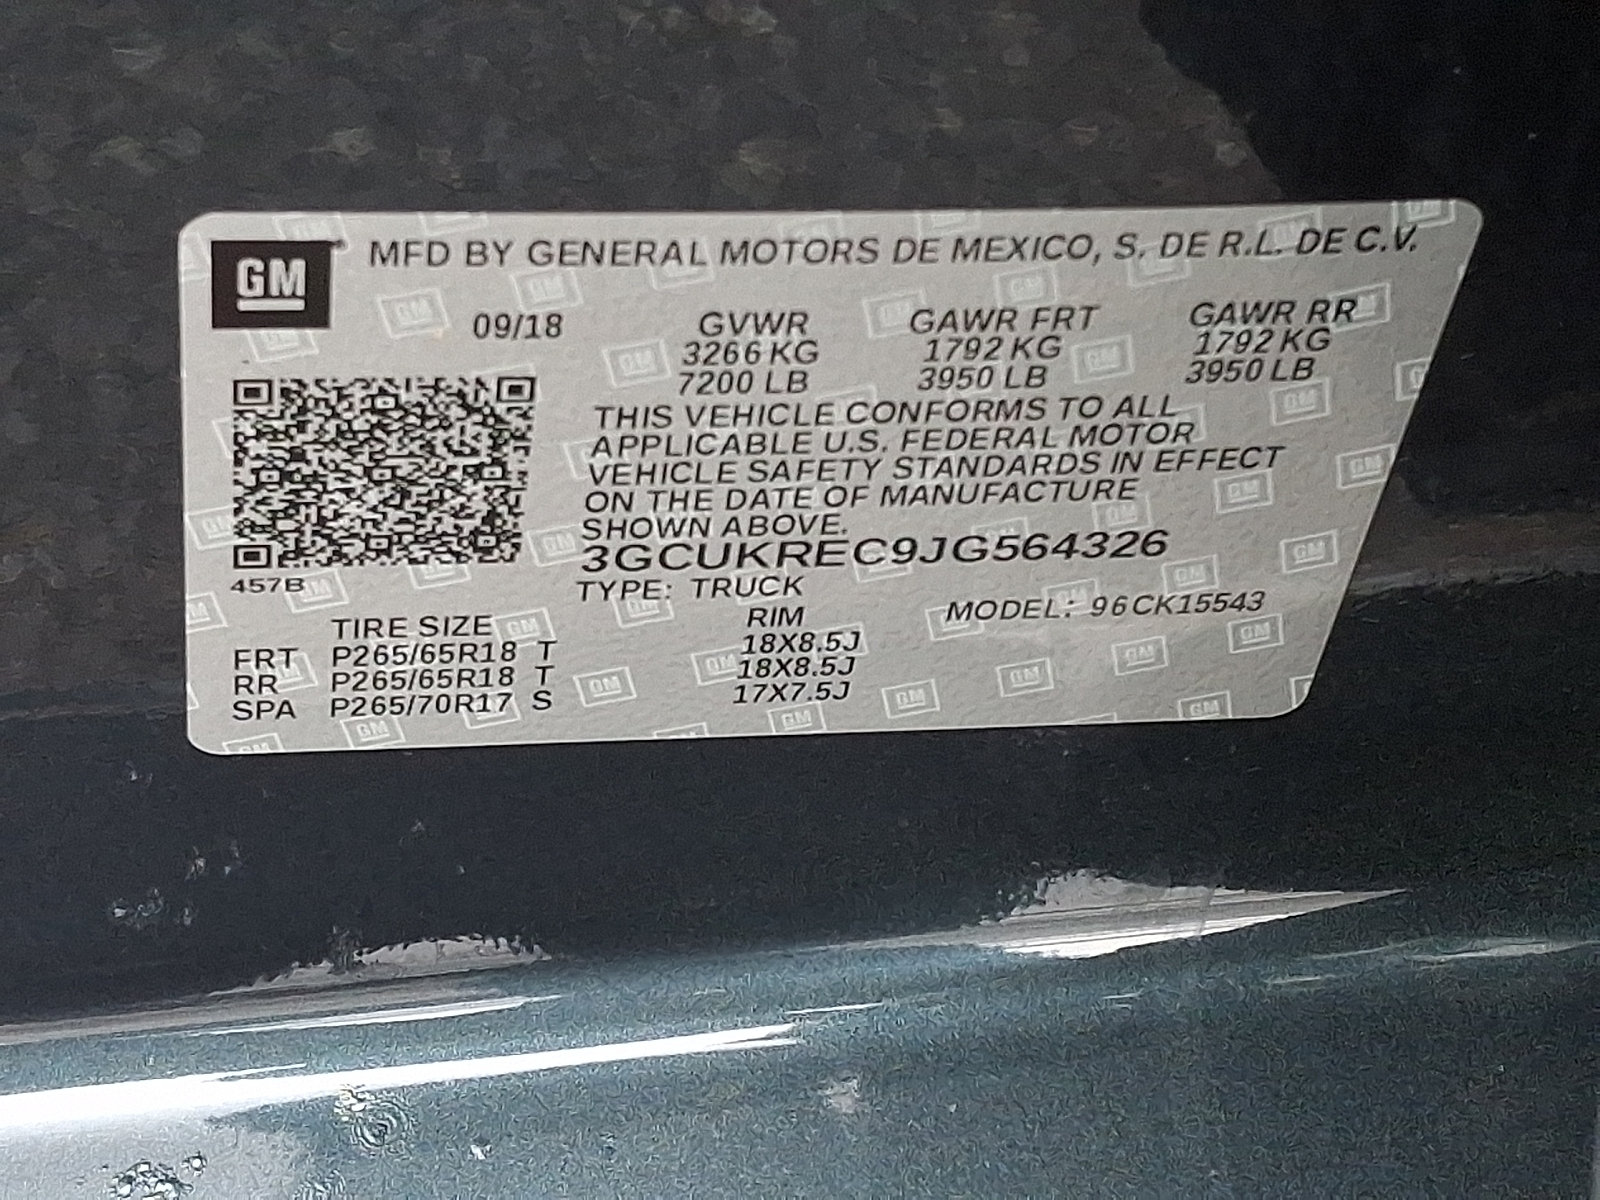 GM MFD BY GENERAL MOTORS DE MEXICO, S. DE R.L. DE C.V.
09/18 GVWR GAWR FRT GAWR RR
3266 KG 1792 KG 1792 KG
7200 LB 3950 LB 3950 LB
THIS VEHICLE CONFORMS TO ALL
APPLICABLE U.S. FEDERAL MOTOR
VEHICLE SAFETY STANDARDS IN EFFECT
ON THE DATE OF MANUFACTURE
SHOWN ABOVE.
3GCUKREC9JG564326
457B TYPE: TRUCK MODEL: 96CK15543
TIRE SIZE RIM
FRT P265/65R18 T 18X8.5J
RR P265/65R18 T 18X8.5J
SPA P265/70R17 S 17X7.5J